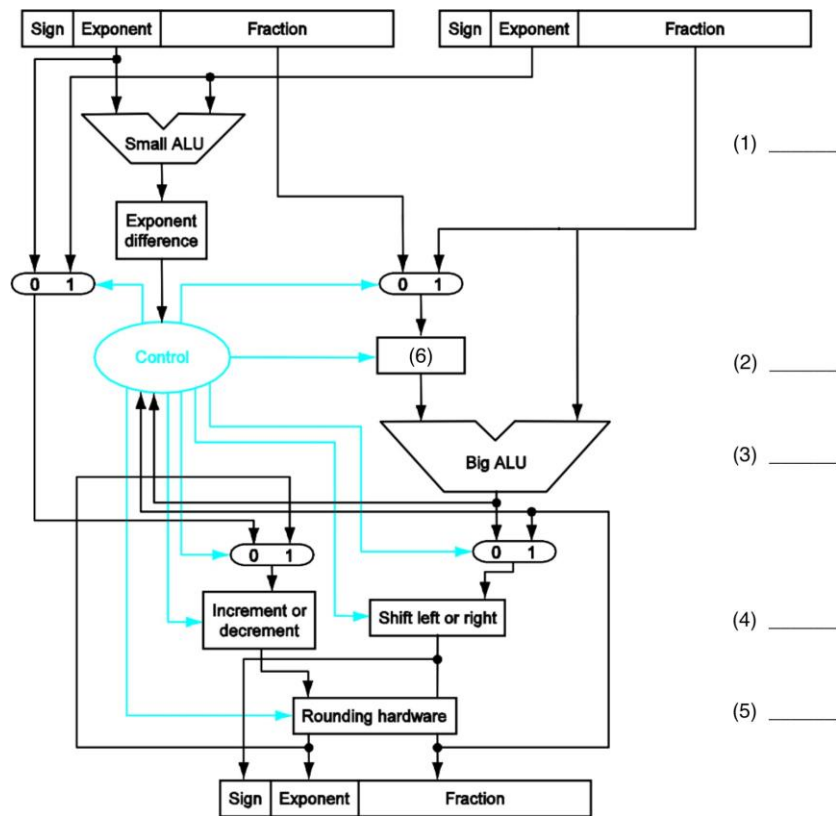 Sign Exponent Fraction Sign Exponent Fraction
Small ALU
(1)
Exponent
difference
0 1 0 1
Control
(6)
(2)
Big ALU
(3)
0 1 0 1
Increment or
decrement
Shift left or right
(4)
Rounding hardware
(5)
Sign Exponent Fraction